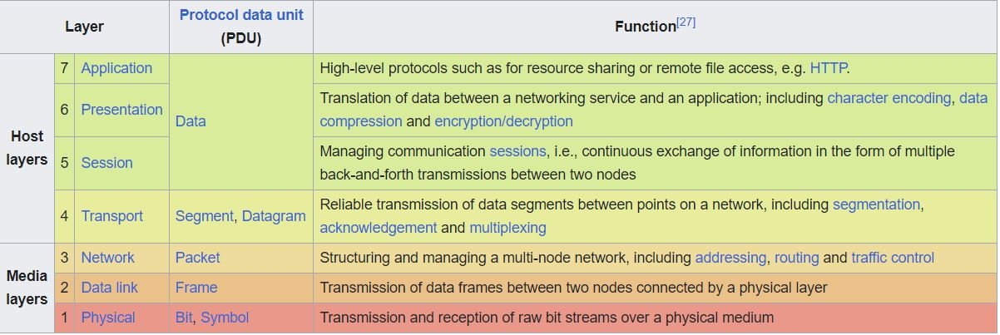 Layer
Protocol data unit
(PDU)
Function[27]
Host
layers
7 Application
Data
High-level protocols such as for resource sharing or remote file access, e.g. HTTP.
6 Presentation
Translation of data between a networking service and an application; including character encoding, data
compression and encryption/decryption
5 Session
Managing communication sessions, i.e., continuous exchange of information in the form of multiple
back-and-forth transmissions between two nodes
4 Transport
Segment, Datagram
Reliable transmission of data segments between points on a network, including segmentation,
acknowledgement and multiplexing
Media
layers
3 Network
Packet
Structuring and managing a multi-node network, including addressing, routing and traffic control
2 Data link
Frame
Transmission of data frames between two nodes connected by a physical layer
1 Physical
Bit, Symbol
Transmission and reception of raw bit streams over a physical medium